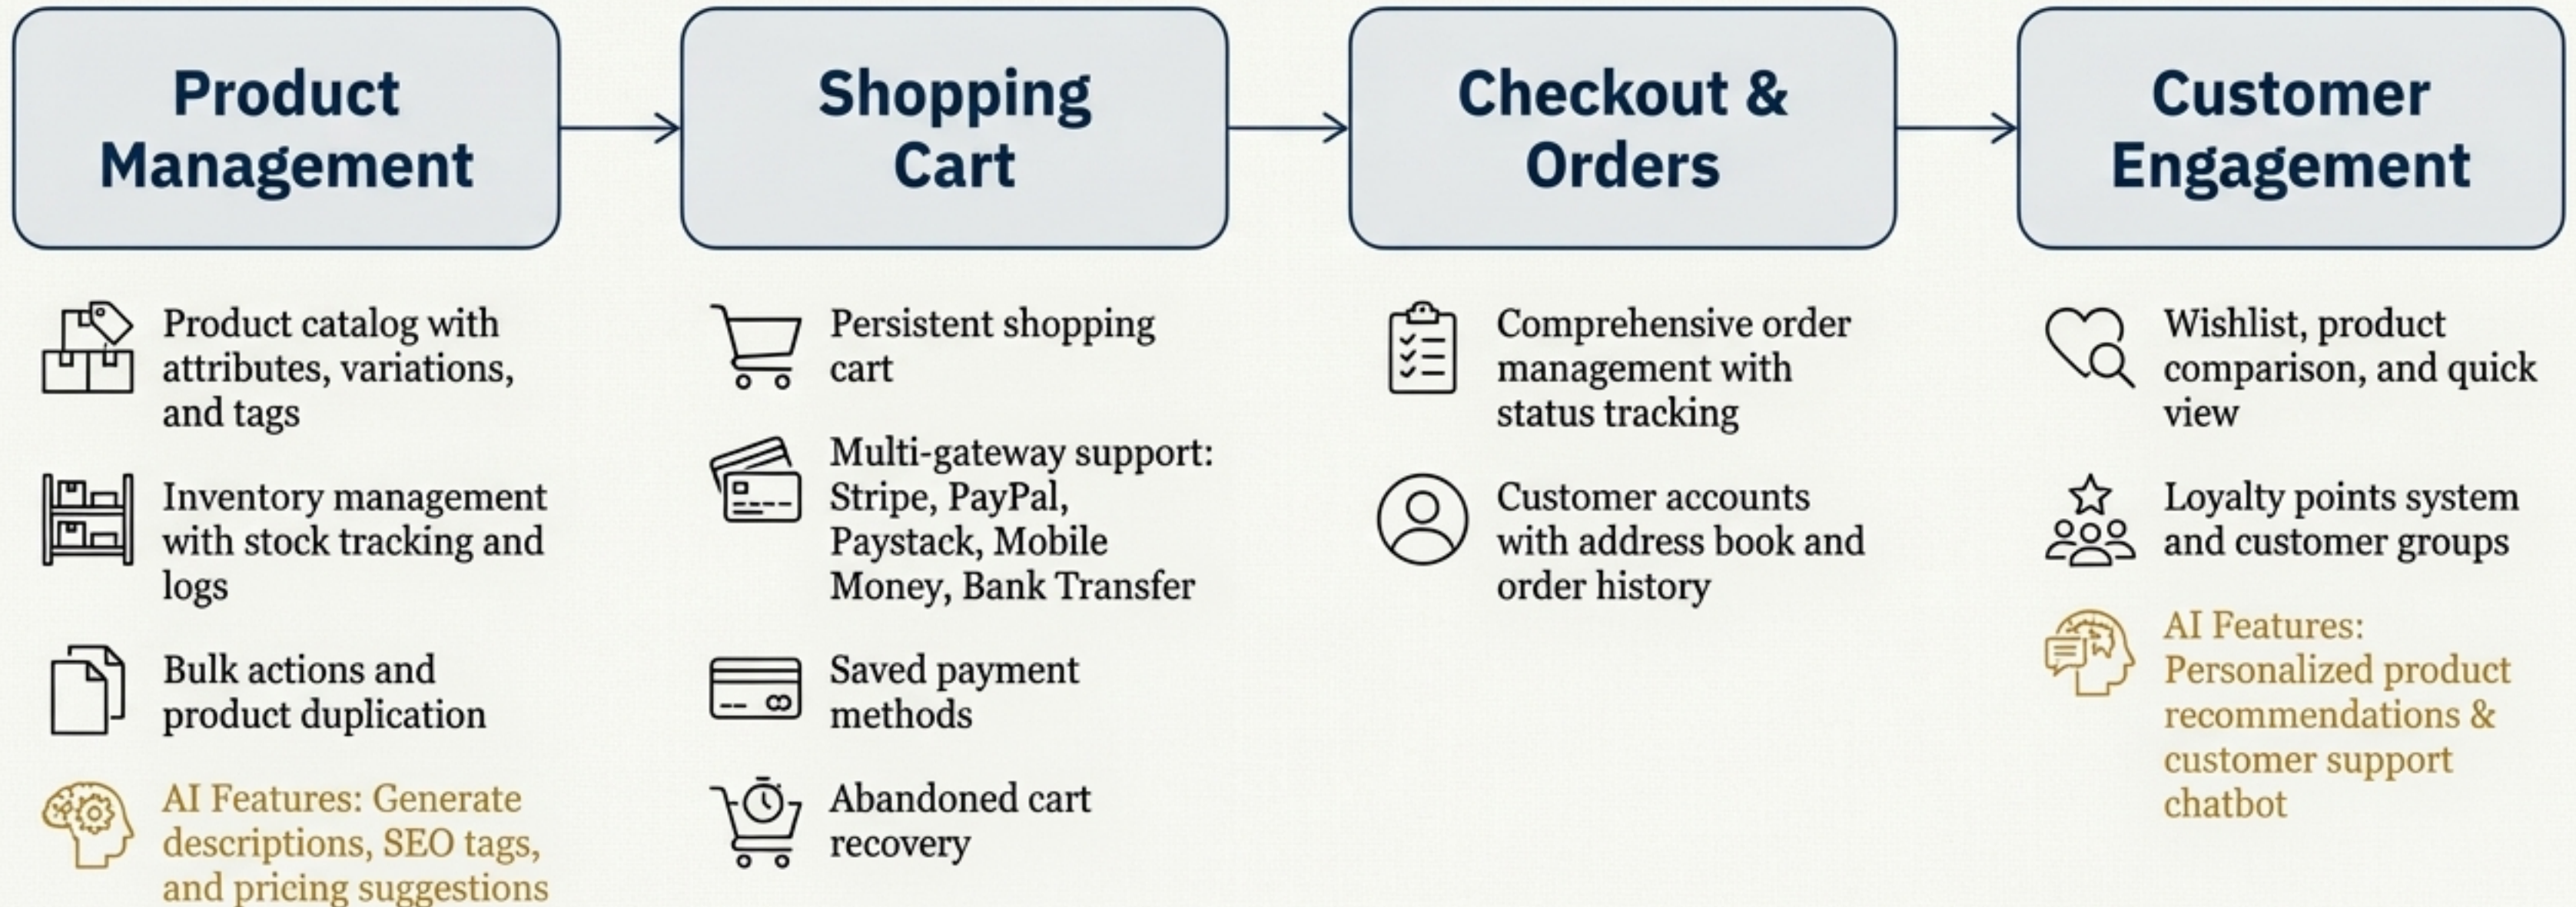 Product
Management
Shopping
Cart
Checkout &
Orders
Customer
Engagement
Product catalog with
attributes, variations,
and tags
Inventory management
with stock tracking and
logs
Bulk actions and
product duplication
AI Features: Generate
descriptions, SEO tags,
and pricing suggestions
Persistent shopping
cart
Multi-gateway support:
Stripe, PayPal,
Paystack, Mobile
Money, Bank Transfer
Saved payment
methods
Abandoned cart
recovery
Comprehensive order
management with
status tracking
Customer accounts
with address book and
order history
Wishlist, product
comparison, and quick
view
Loyalty points system
and customer groups
AI Features:
Personalized product
recommendations &
customer support
chatbot